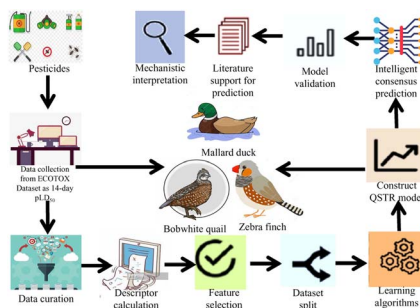 Pesticides
Mechanistic
interpretation
Literature
support for
prediction
Model
validation
Intelligent
consensus
prediction
Mallard duck
Data collection
from ECOTOX
Dataset as 14-day
pLD50
Bobwhite quail
Zebra finch
Construct
QSTR mode
Data curation
Descriptor
calculation
Feature
selection
Dataset
split
Learning
algorithms